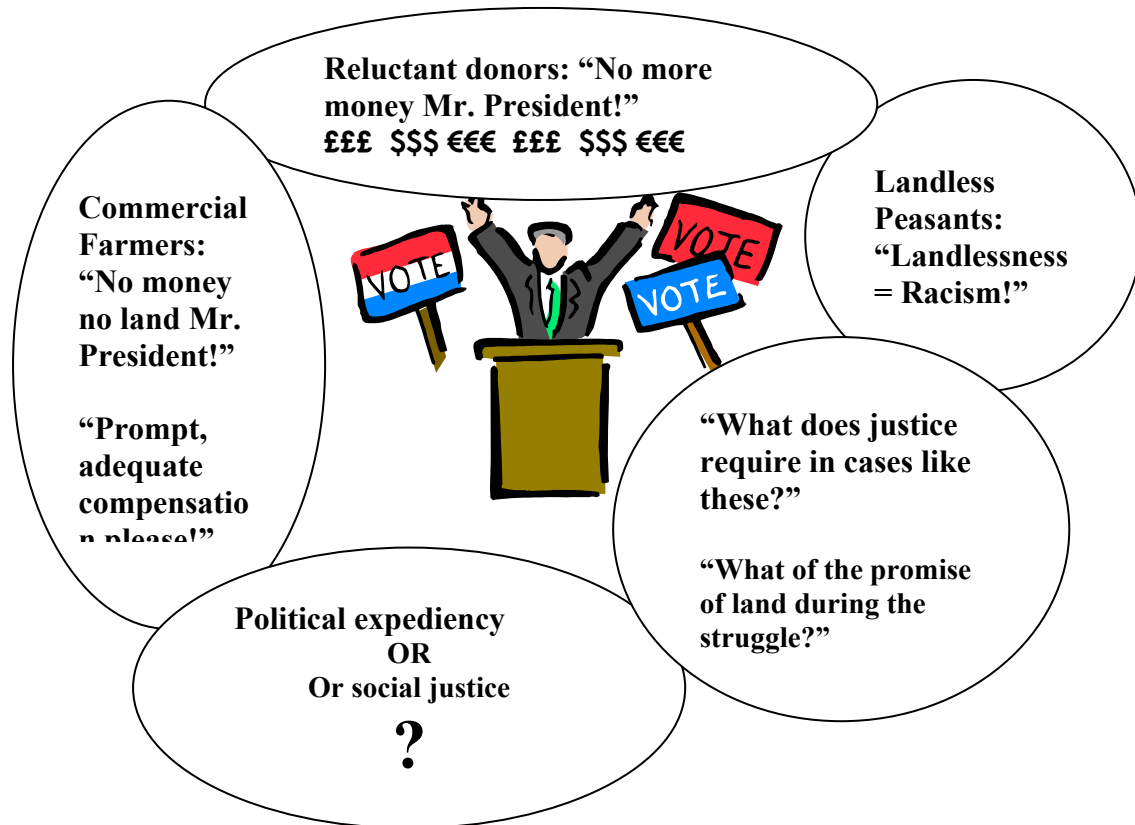 Reluctant donors: “No more
money Mr. President!”
£££ $$$ €€€ £££ $$$ €€€
Commercial
Farmers:
“No money
no land Mr.
President!”
“Prompt,
adequate
compensatio
n please!”
VOTE
VOTE
VOTE
Landless
Peasants:
“Landlessness
= Racism!”
“What does justice
require in cases like
these?”
“What of the promise
of land during the
struggle?”
Political expediency
OR
Or social justice
?